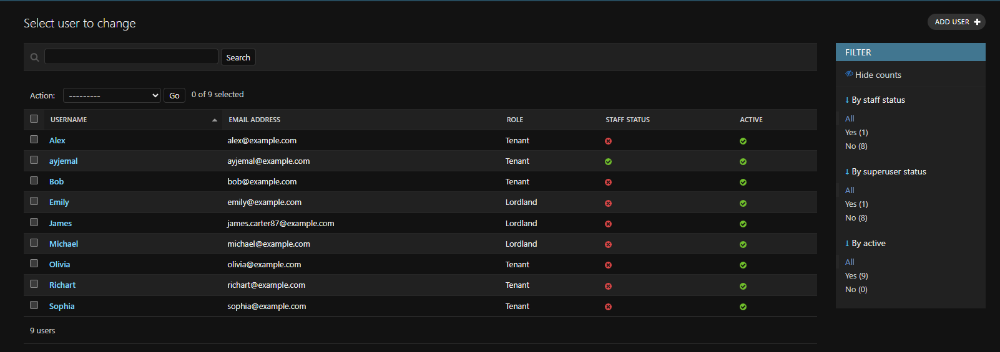 Select user to change
ADD USER
Search
Action: --------- Go 0 of 9 selected
USERNAME EMAIL ADDRESS ROLE STAFF STATUS ACTIVE
Alex alex@example.com Tenant
ayjemal ayjemal@example.com Tenant
Bob bob@example.com Tenant
Emily emily@example.com Lordland
James james.carter87@example.com Lordland
Michael michael@example.com Lordland
Olivia olivia@example.com Tenant
Richart richart@example.com Tenant
Sophia sophia@example.com Tenant
9 users
FILTER
Hide counts
↓ By staff status
All
Yes (1)
No (8)
↓ By superuser status
All
Yes (1)
No (8)
↓ By active
All
Yes (9)
No (0)